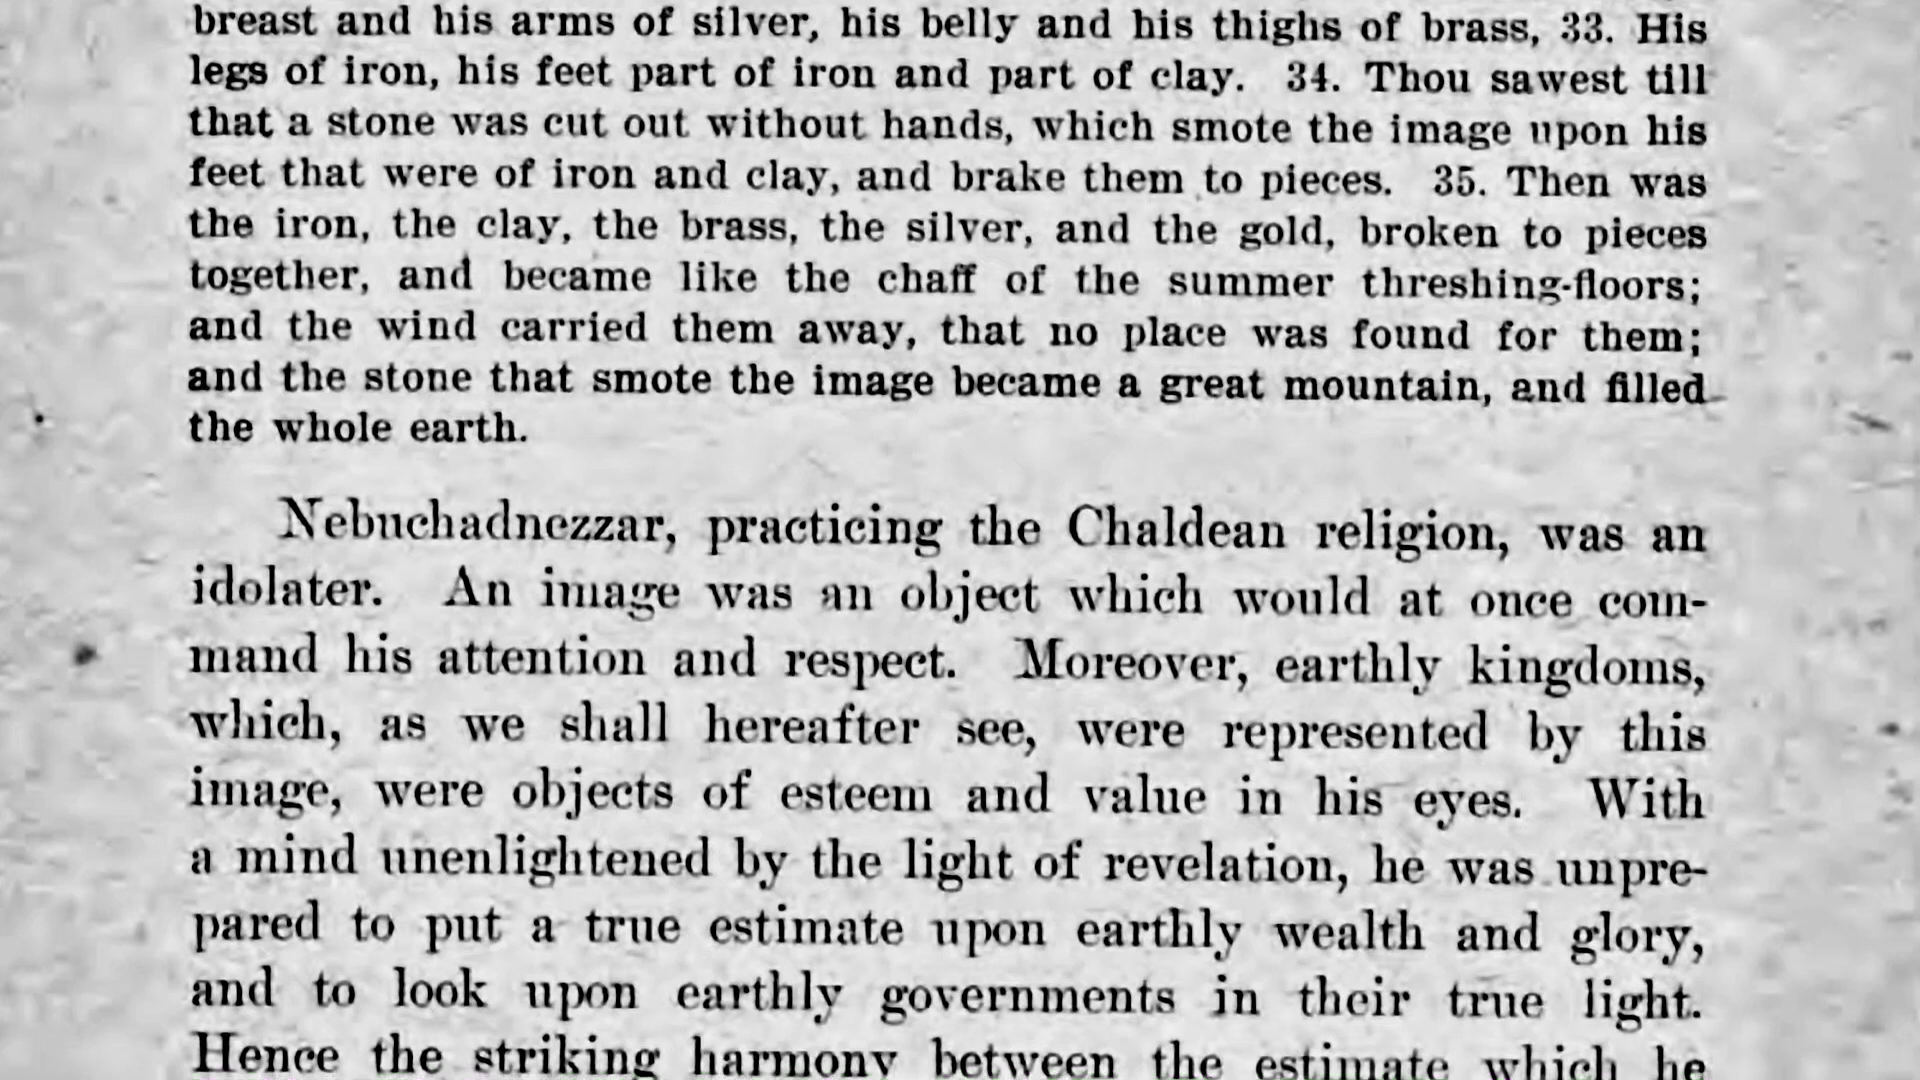 breast and his arms of silver, his belly and his thighs of brass, 33. His
legs of iron, his feet part of iron and part of clay. 34. Thou sawest till
that a stone was cut out without hands, which smote the image upon his
feet that were of iron and clay, and brake them to pieces. 35. Then was
the iron, the clay, the brass, the silver, and the gold, broken to pieces
together, and became like the chaff of the summer threshing-floors;
and the wind carried them away, that no place was found for them;
and the stone that smote the image became a great mountain, and filled
the whole earth.
Nebuchadnezzar, practicing the Chaldean religion, was an
idolater. An image was an object which would at once com-
mand his attention and respect. Moreover, earthly kingdoms,
which, as we shall hereafter see, were represented by this
image, were objects of esteem and value in his eyes. With
a mind unenlightened by the light of revelation, he was unpre-
pared to put a true estimate upon earthly wealth and glory,
and to look upon earthly governments in their true light.
Hence the striking harmony between the estimate which he